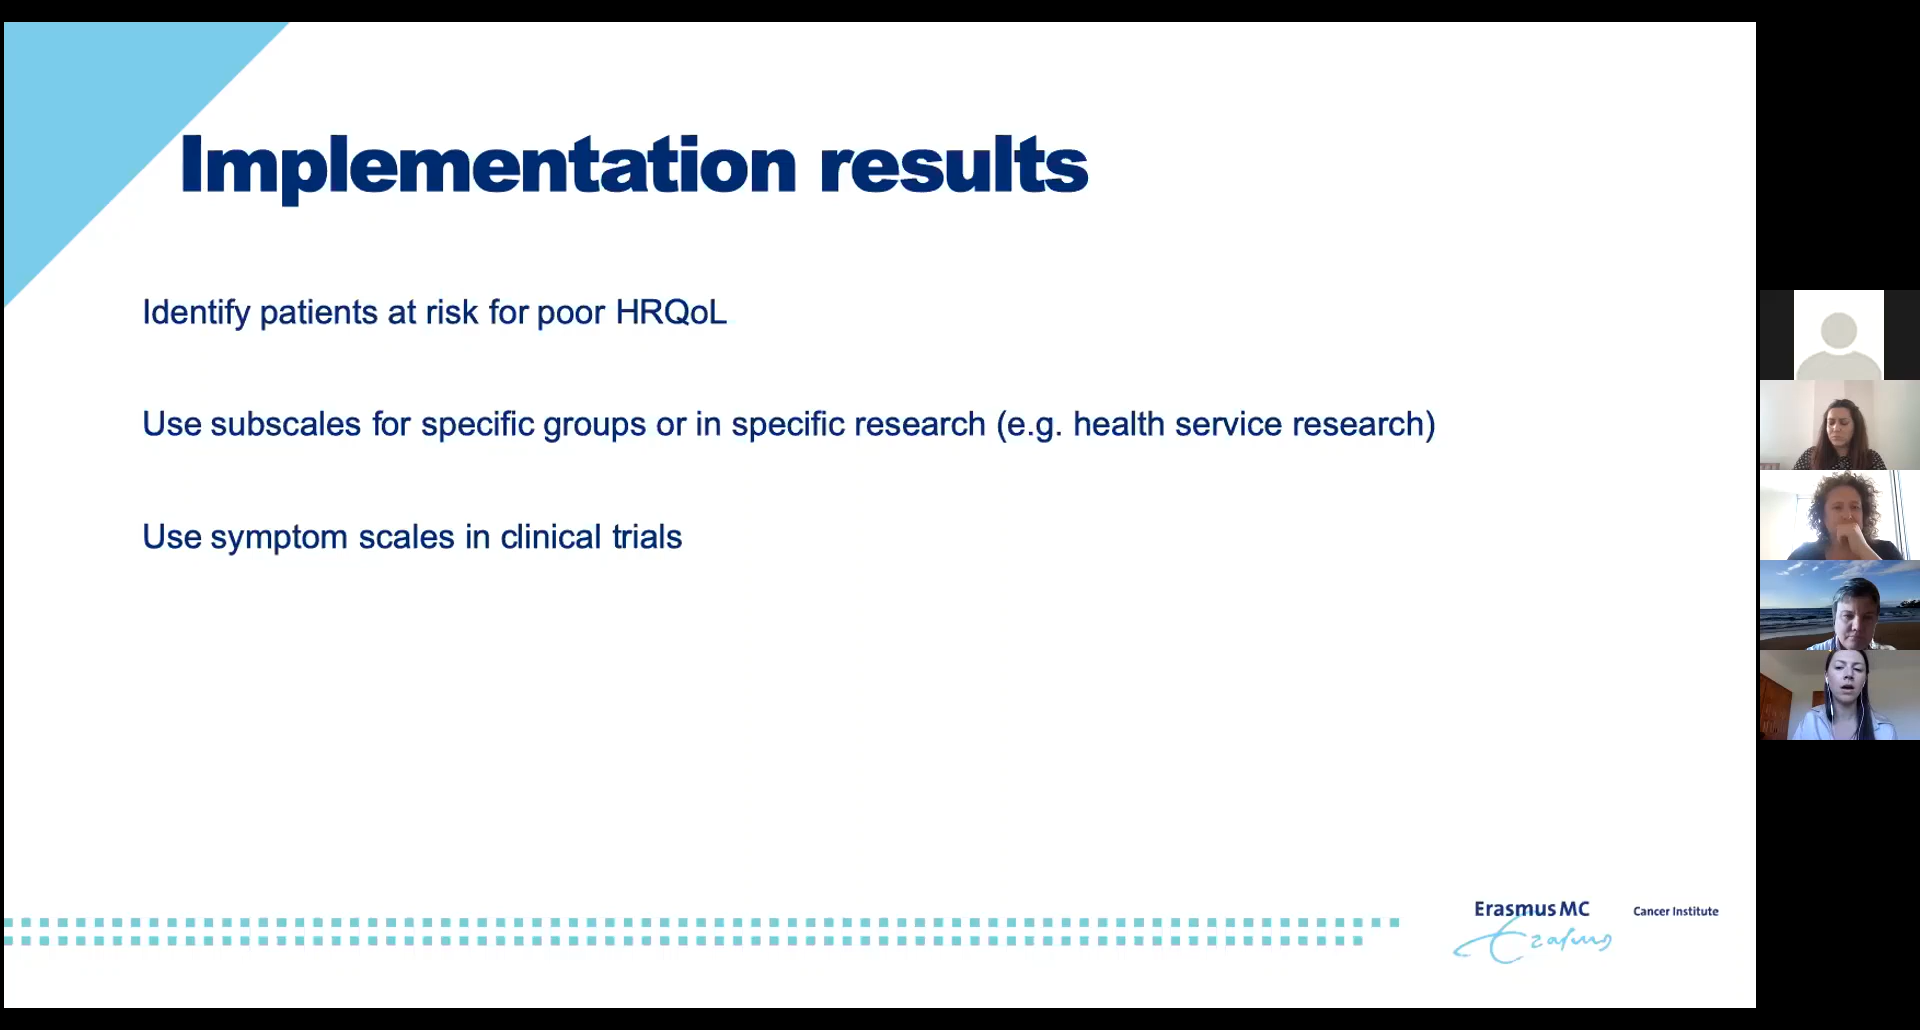 Implementation results
Identify patients at risk for poor HRQoL
Use subscales for specific groups or in specific research (e.g. health service research)
Use symptom scales in clinical trials
Erasmus MC
Cancer Institute
Erasmus